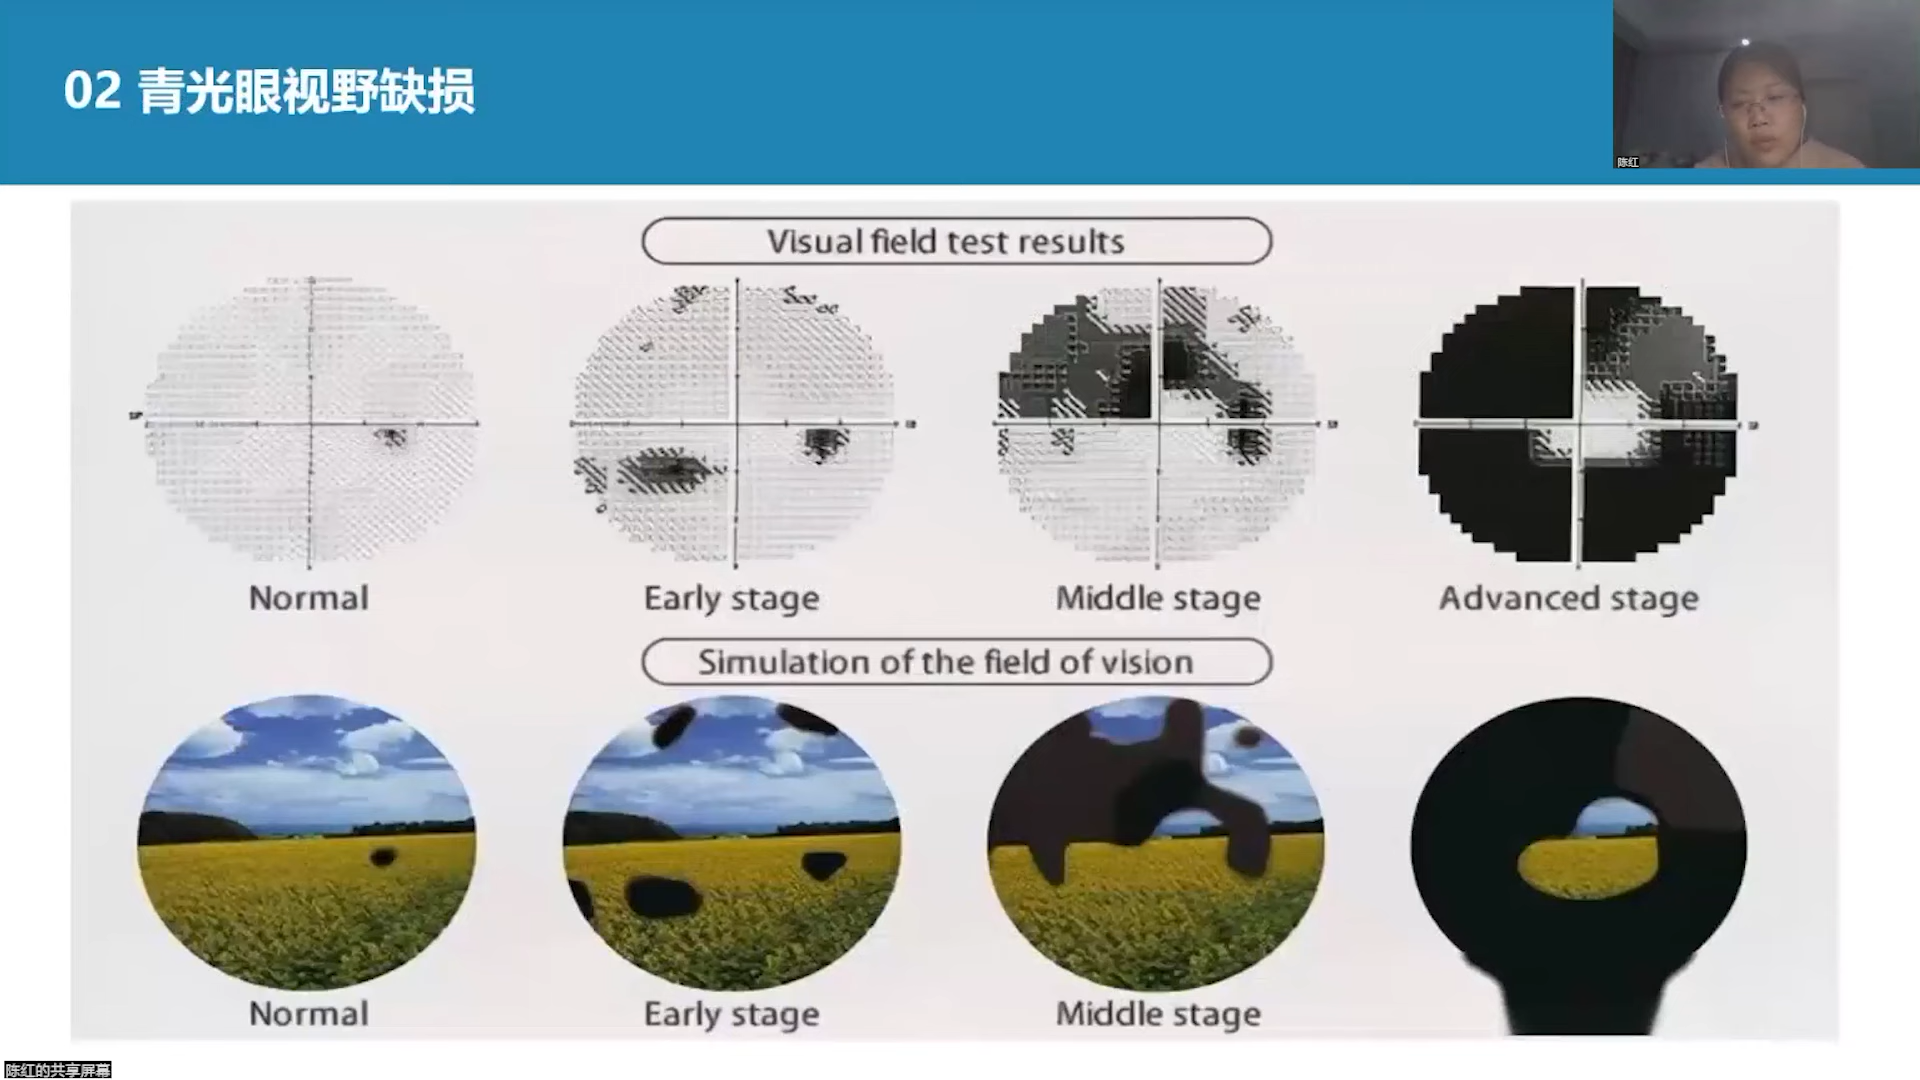 02 青光眼视野缺损
陈红
Visual field test results
Normal
Early stage
Middle stage
Advanced stage
Simulation of the field of vision
Normal
Early stage
Middle stage
陈红的共享屏幕